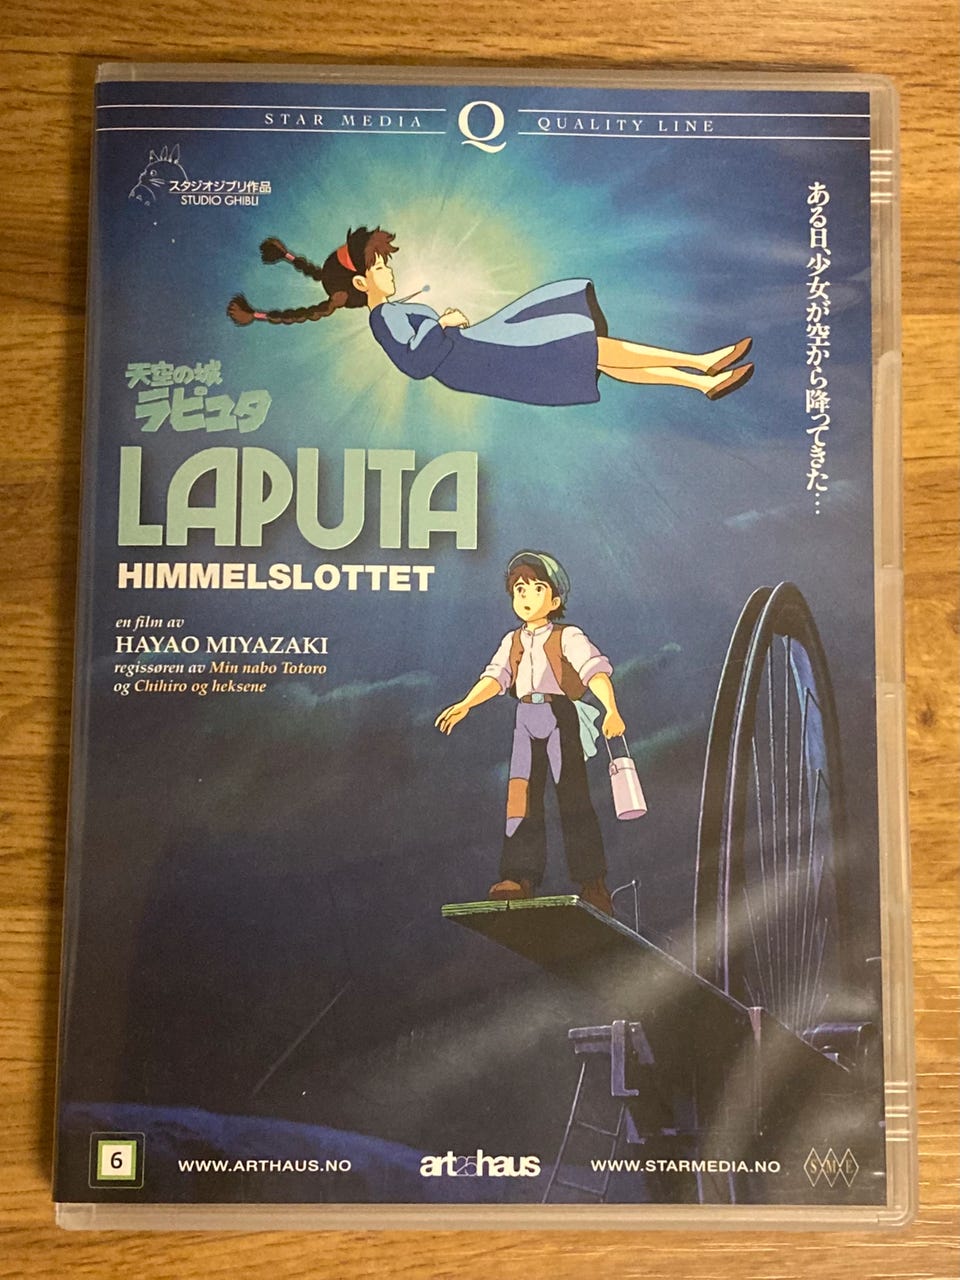 STAR MEDIA Q QUALITY LINE
スタジオジブリ作品
STUDIO GHIBLI
ある日、少女が空から降ってきた…
天空の城
ラピュタ
LAPUTA
HIMMELSLOTTET
en film av
HAYAO MIYAZAKI
regissøren av Min nabo Totoro
og Chihiro og heksene
6
WWW.ARTHAUS.NO
art25haus
WWW.STARMEDIA.NO
SME